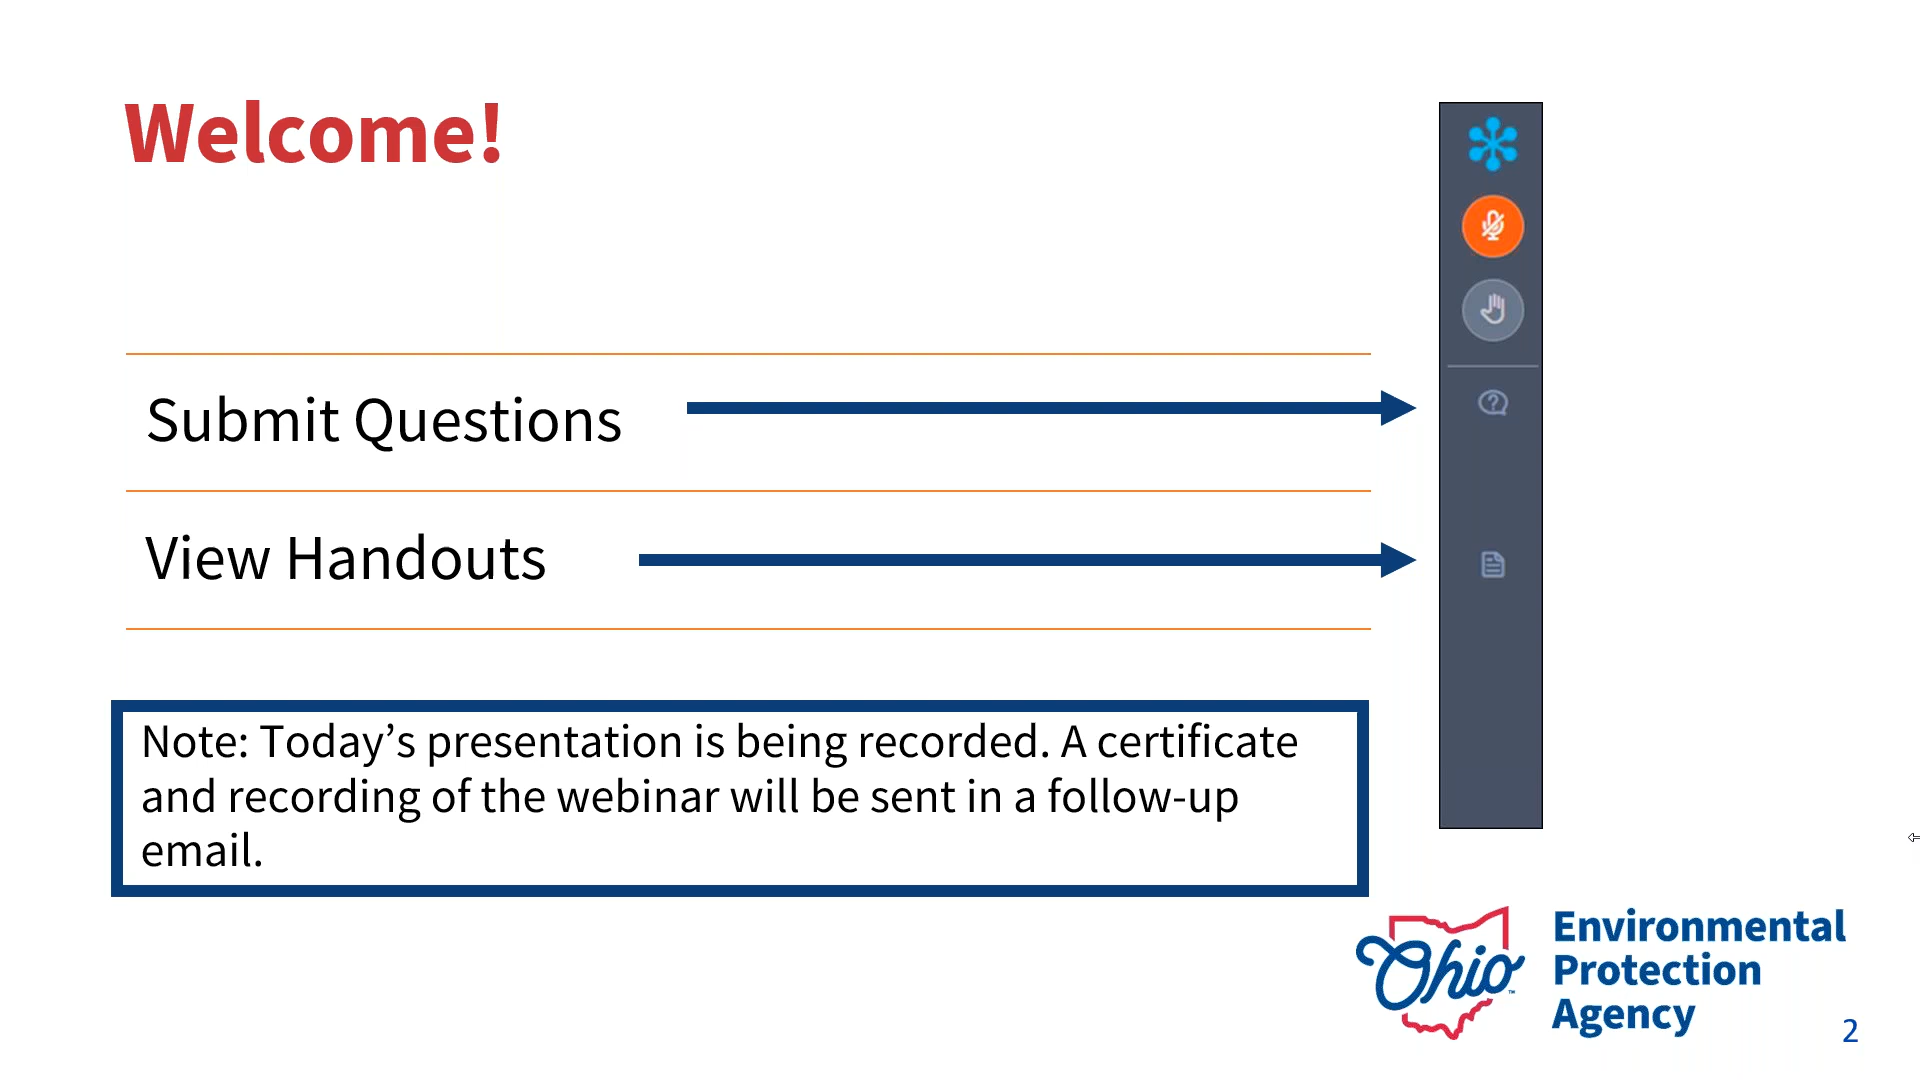 Welcome!
Submit Questions
View Handouts
Note: Today’s presentation is being recorded. A certificate
and recording of the webinar will be sent in a follow-up
email.
Ohio™
Environmental
Protection
Agency
2